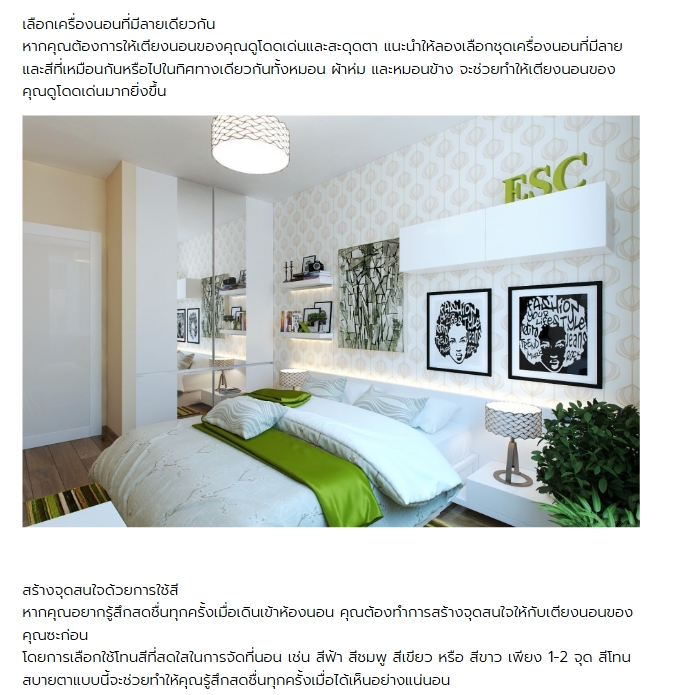 เลือกเครื่องนอนที่มีลายเดียวกัน
หากคุณต้องการให้เตียงนอนของคุณดูโดดเด่นและสะดุดตา แนะนำให้ลองเลือกชุดเครื่องนอนที่มีลาย
และสีที่เหมือนกันหรือไปในทิศทางเดียวกันทั้งหมอน ผ้าห่ม และหมอนข้าง จะช่วยทำให้เตียงนอนของ
คุณดูโดดเด่นมากยิ่งขึ้น
ESC
FASHION
YOUR
LIFESTYLE
JEANS
TREND
FASHION
YOUR
LIFESTYLE
JEANS
TREND
สร้างจุดสนใจด้วยการใช้สี
หากคุณอยากรู้สึกสดชื่นทุกครั้งเมื่อเดินเข้าห้องนอน คุณต้องทำการสร้างจุดสนใจให้กับเตียงนอนของ
คุณซะก่อน
โดยการเลือกใช้โทนสีที่สดใสในการจัดที่นอน เช่น สีฟ้า สีชมพู สีเขียว หรือ สีขาว เพียง 1-2 จุด สีโทน
สบายตาแบบนี้จะช่วยทำให้คุณรู้สึกสดชื่นทุกครั้งเมื่อได้เห็นอย่างแน่นอน